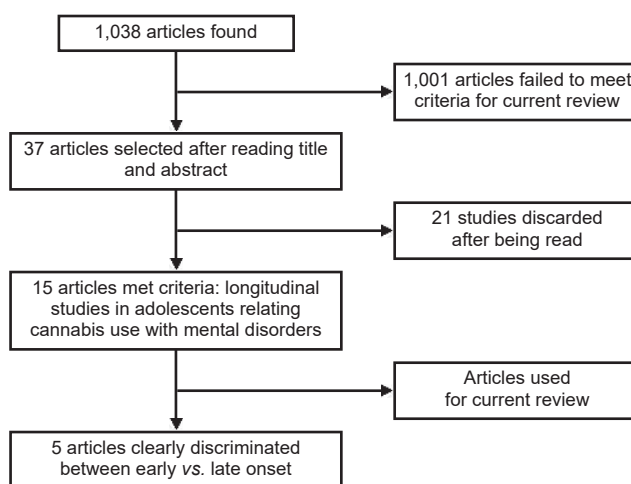 1,038 articles found
1,001 articles failed to meet
criteria for current review
37 articles selected after reading title
and abstract
21 studies discarded
after being read
15 articles met criteria: longitudinal
studies in adolescents relating
cannabis use with mental disorders
Articles used
for current review
5 articles clearly discriminated
between early vs. late onset